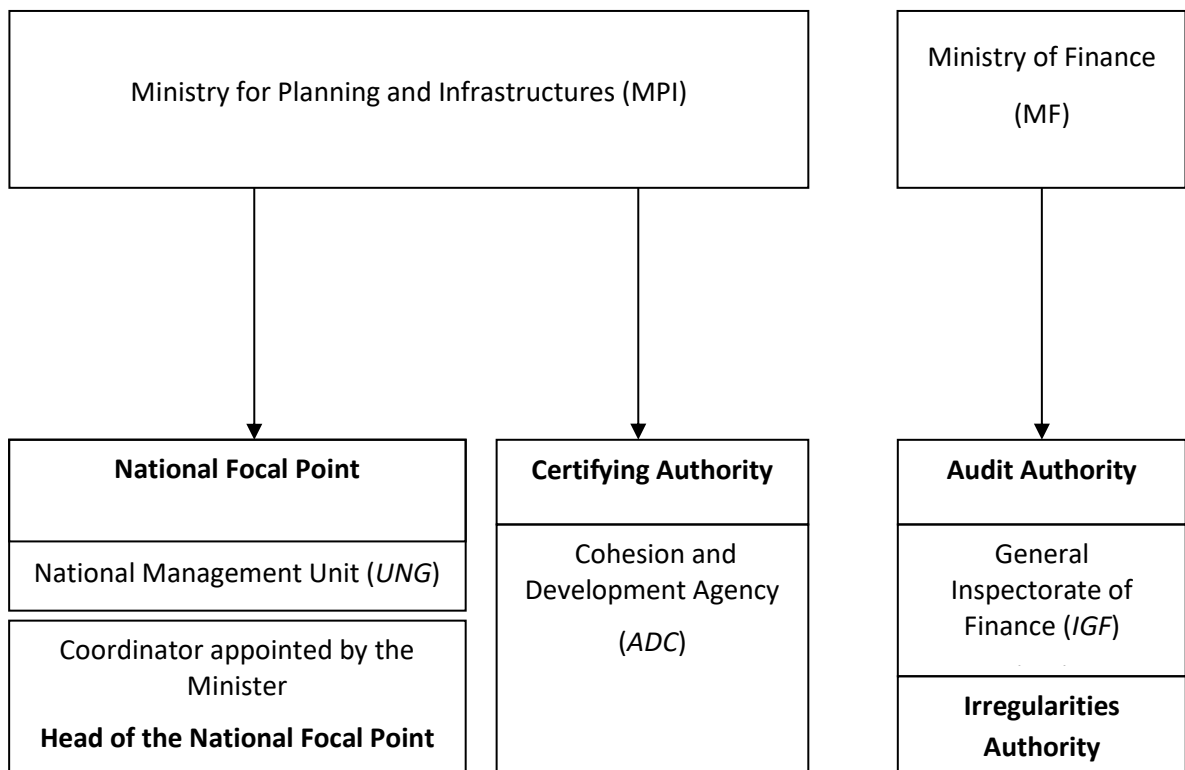 Ministry for Planning and Infrastructures (MPI)
Ministry of Finance
(MF)
National Focal Point
National Management Unit (UNG)
Coordinator appointed by the
Minister
Head of the National Focal Point
Certifying Authority
Cohesion and
Development Agency
(ADC)
Audit Authority
General
Inspectorate of
Finance (IGF)
Irregularities
Authority